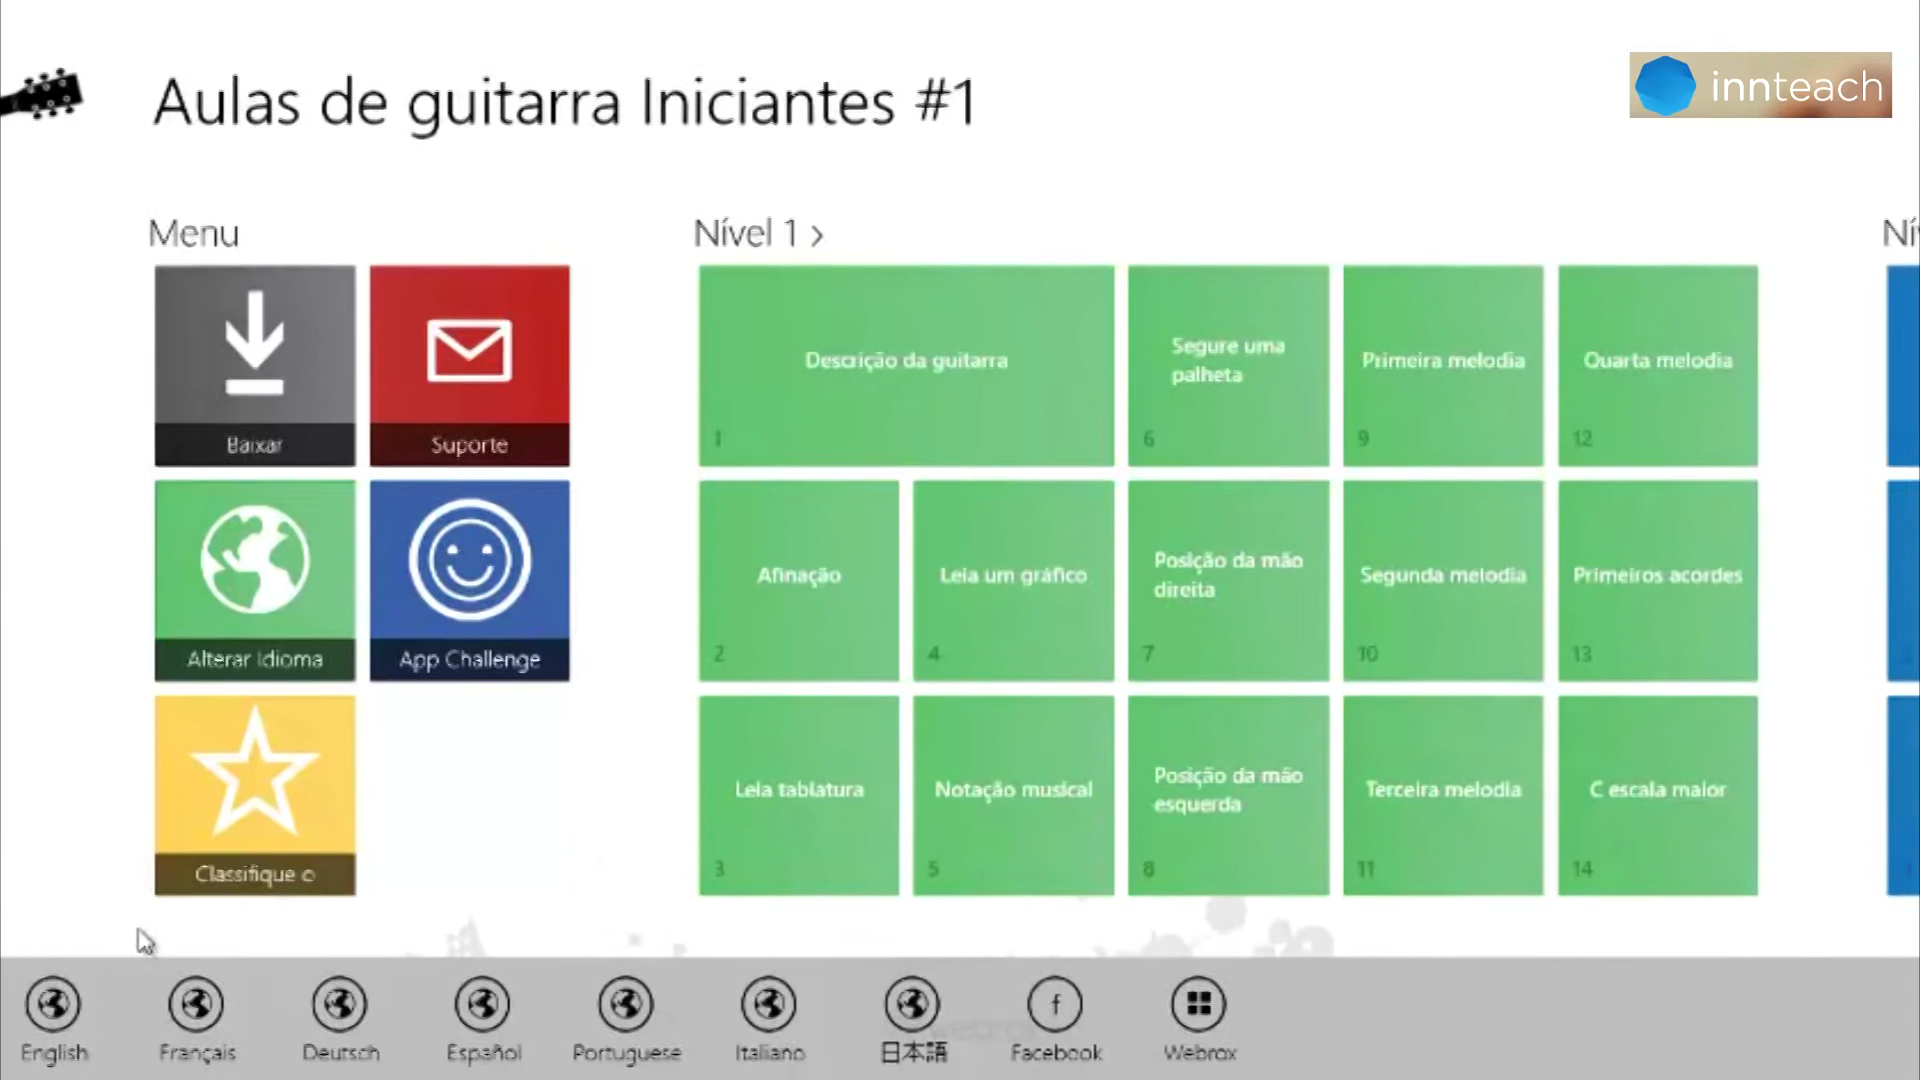 Aulas de guitarra Iniciantes #1
innteach
Menu
Baixar
Suporte
Alterar Idioma
App Challenge
Classifique o
Nível 1 >
Descrição da guitarra
1
Segure uma
palheta
6
Primeira melodia
9
Quarta melodia
12
Afinação
2
Leia um gráfico
4
Posição da mão
direita
7
Segunda melodia
10
Primeiros acordes
13
Leia tablatura
3
Notação musical
5
Posição da mão
esquerda
8
Terceira melodia
11
C escala maior
14
Ní
English
Français
Deutsch
Español
Portuguese
Italiano
日本語
Facebook
Webrox